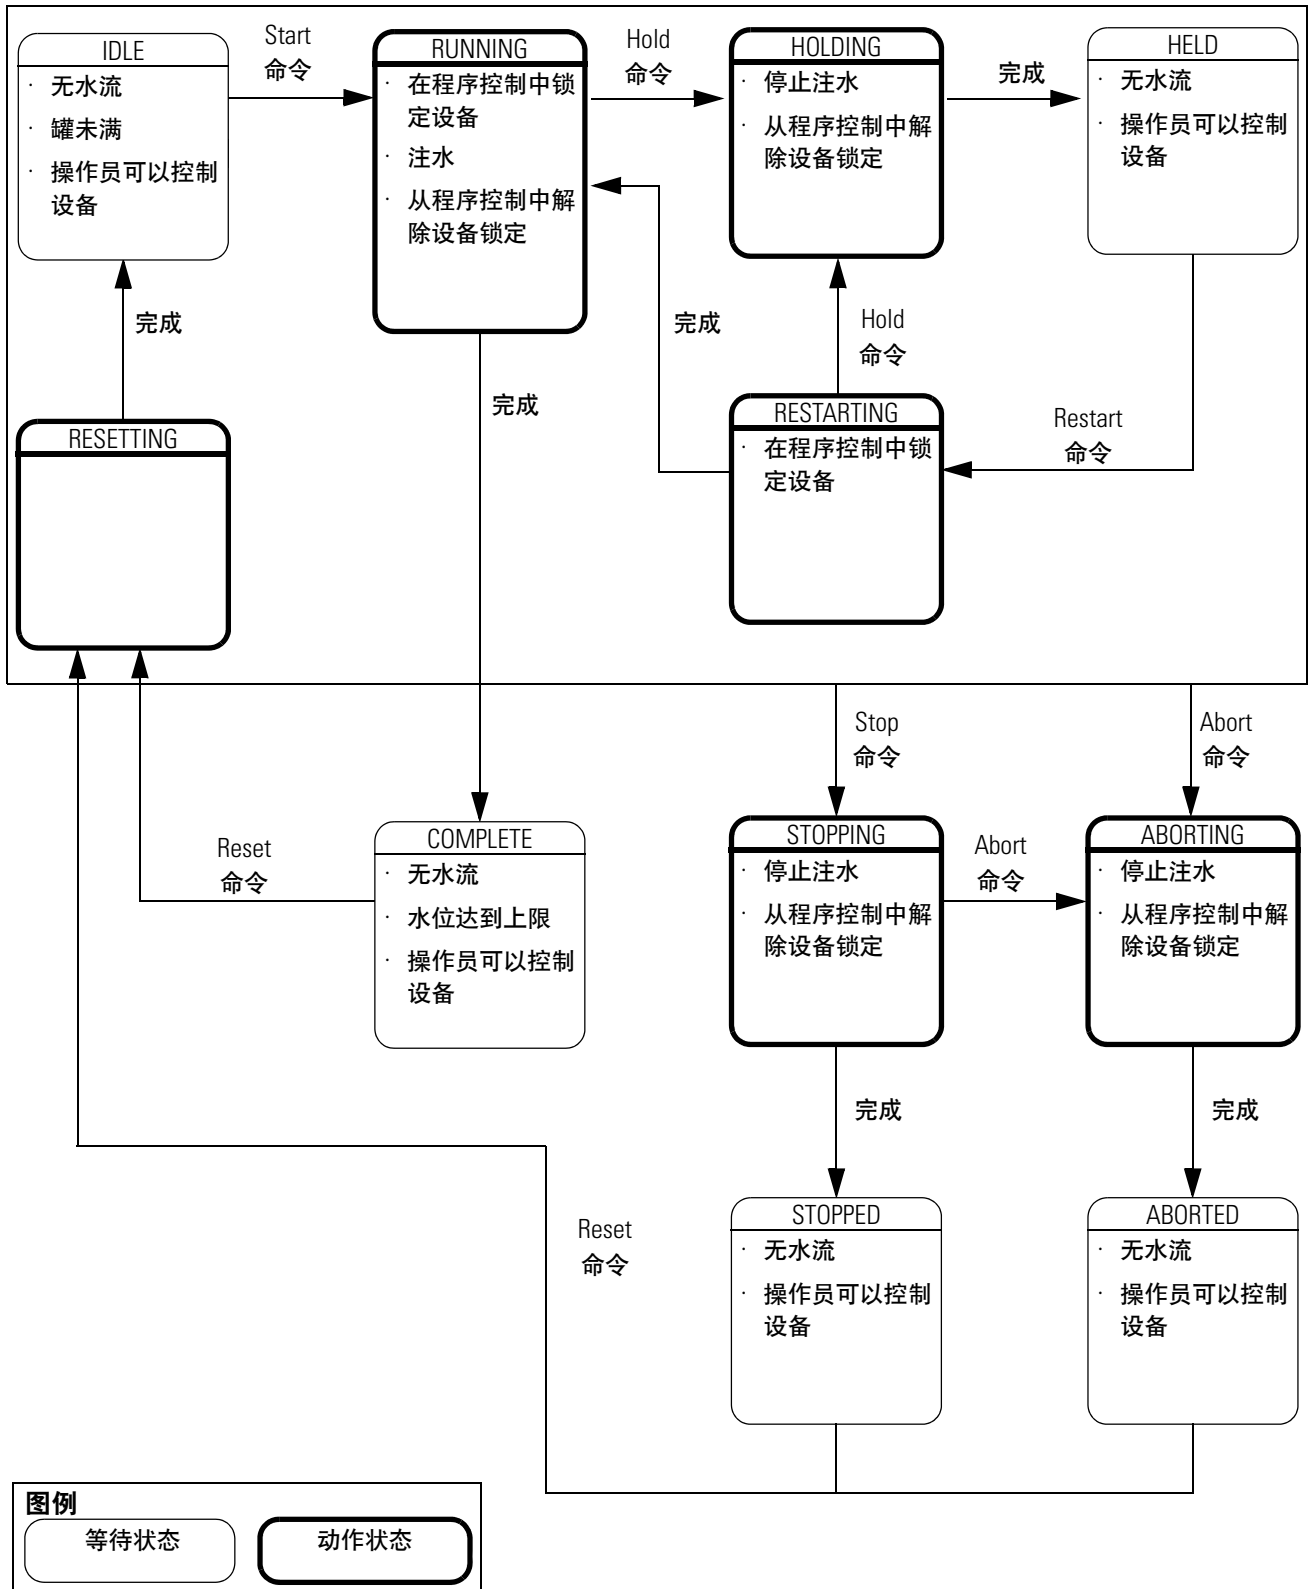 IDLE
· 无水流
· 罐未满
· 操作员可以控制
设备
Start
命令
RUNNING
· 在程序控制中锁
定设备
· 注水
· 从程序控制中解
除设备锁定
Hold
命令
HOLDING
· 停止注水
· 从程序控制中解
除设备锁定
完成
HELD
· 无水流
· 操作员可以控制
设备
完成
完成
Hold
命令
完成
RESETTING
RESTARTING
· 在程序控制中锁
定设备
Restart
命令
Stop
命令
Abort
命令
Reset
命令
COMPLETE
· 无水流
· 水位达到上限
· 操作员可以控制
设备
STOPPING
· 停止注水
· 从程序控制中解
除设备锁定
Abort
命令
ABORTING
· 停止注水
· 从程序控制中解
除设备锁定
完成
完成
Reset
命令
STOPPED
· 无水流
· 操作员可以控制
设备
ABORTED
· 无水流
· 操作员可以控制
设备
图例
等待状态
动作状态